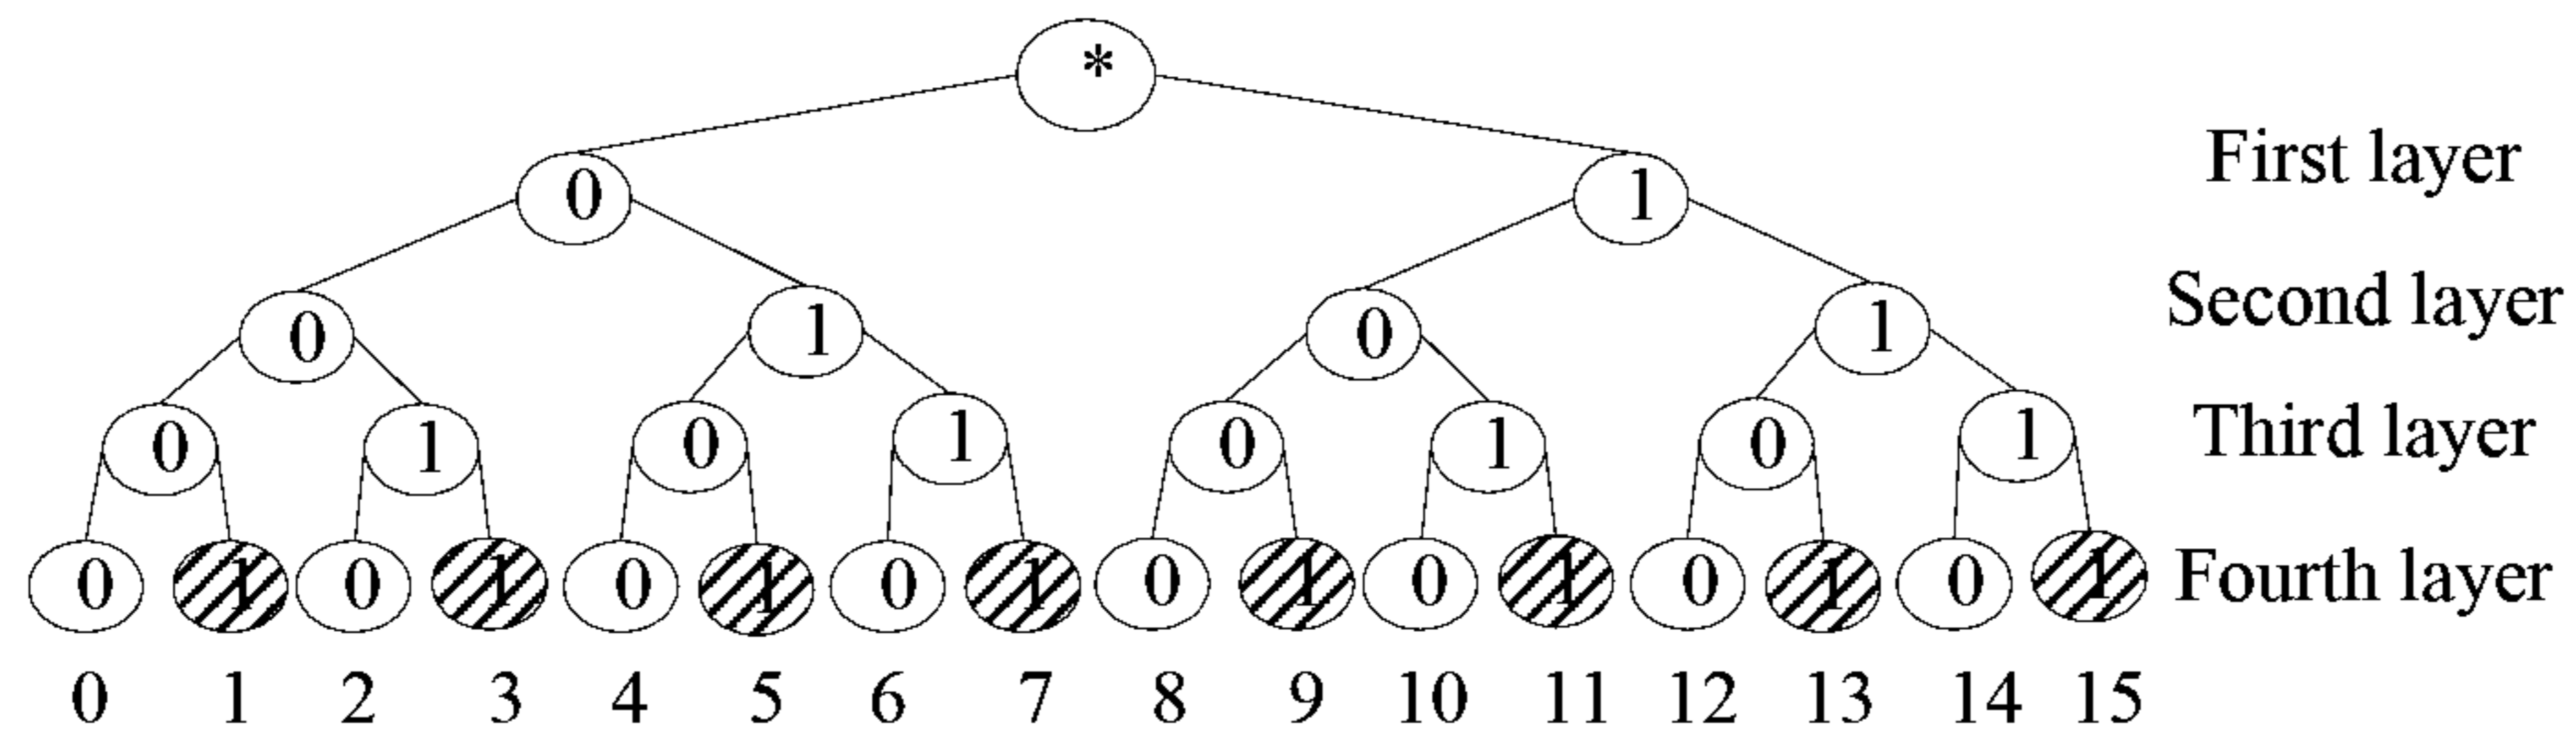 *
0 1 First layer
0 1 0 1 Second layer
0 1 0 1 0 1 0 1 Third layer
0 1 0 1 0 1 0 1 0 1 0 1 0 1 0 1 Fourth layer
0 1 2 3 4 5 6 7 8 9 10 11 12 13 14 15